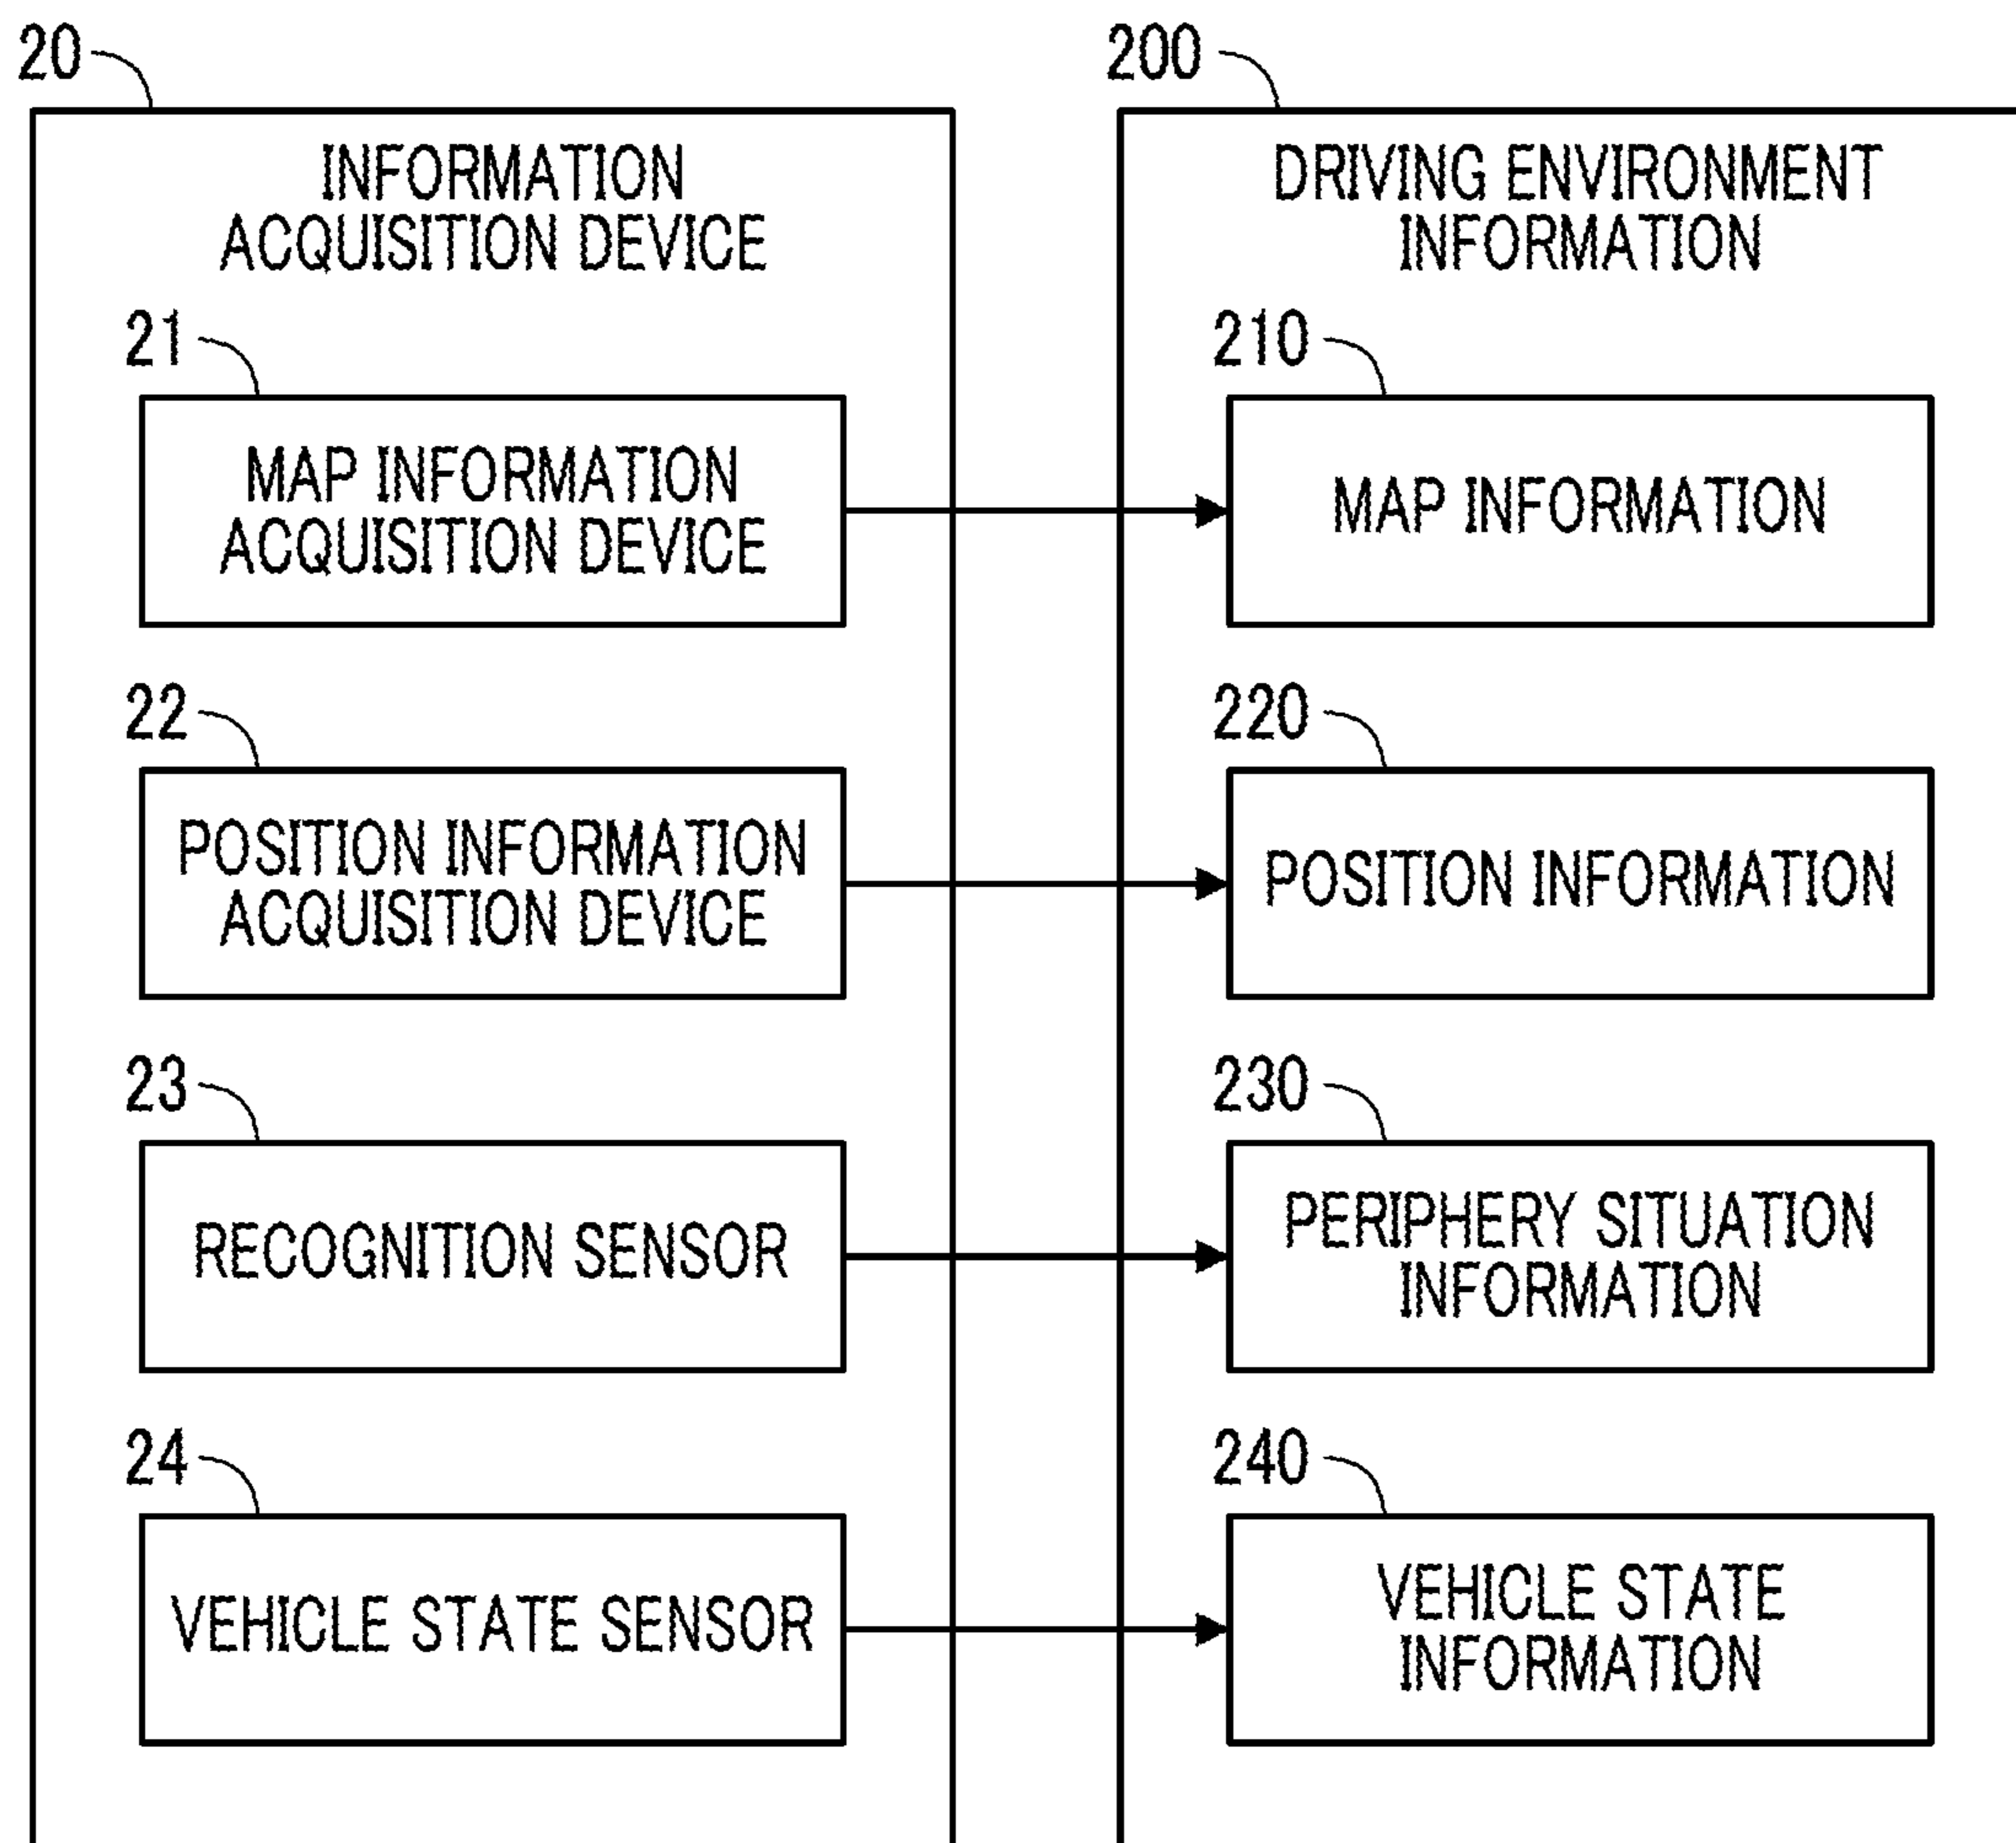 20
INFORMATION
ACQUISITION DEVICE
21
MAP INFORMATION
ACQUISITION DEVICE
22
POSITION INFORMATION
ACQUISITION DEVICE
23
RECOGNITION SENSOR
24
VEHICLE STATE SENSOR
200
DRIVING ENVIRONMENT
INFORMATION
210
MAP INFORMATION
220
POSITION INFORMATION
230
PERIPHERY SITUATION
INFORMATION
240
VEHICLE STATE
INFORMATION